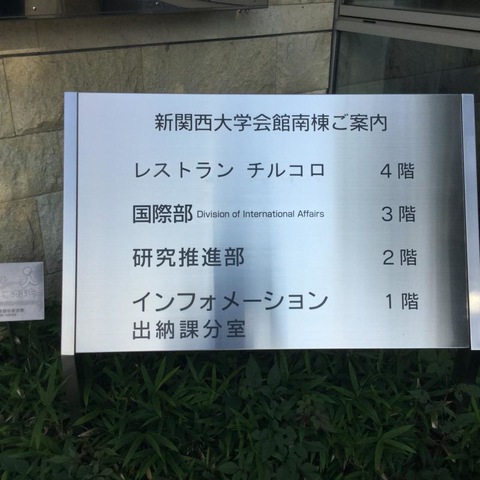 新関西大学会館南棟ご案内
レストラン チルコロ 4階
国際部 Division of International Affairs 3階
研究推進部 2階
インフォメーション 1階
出納課分室